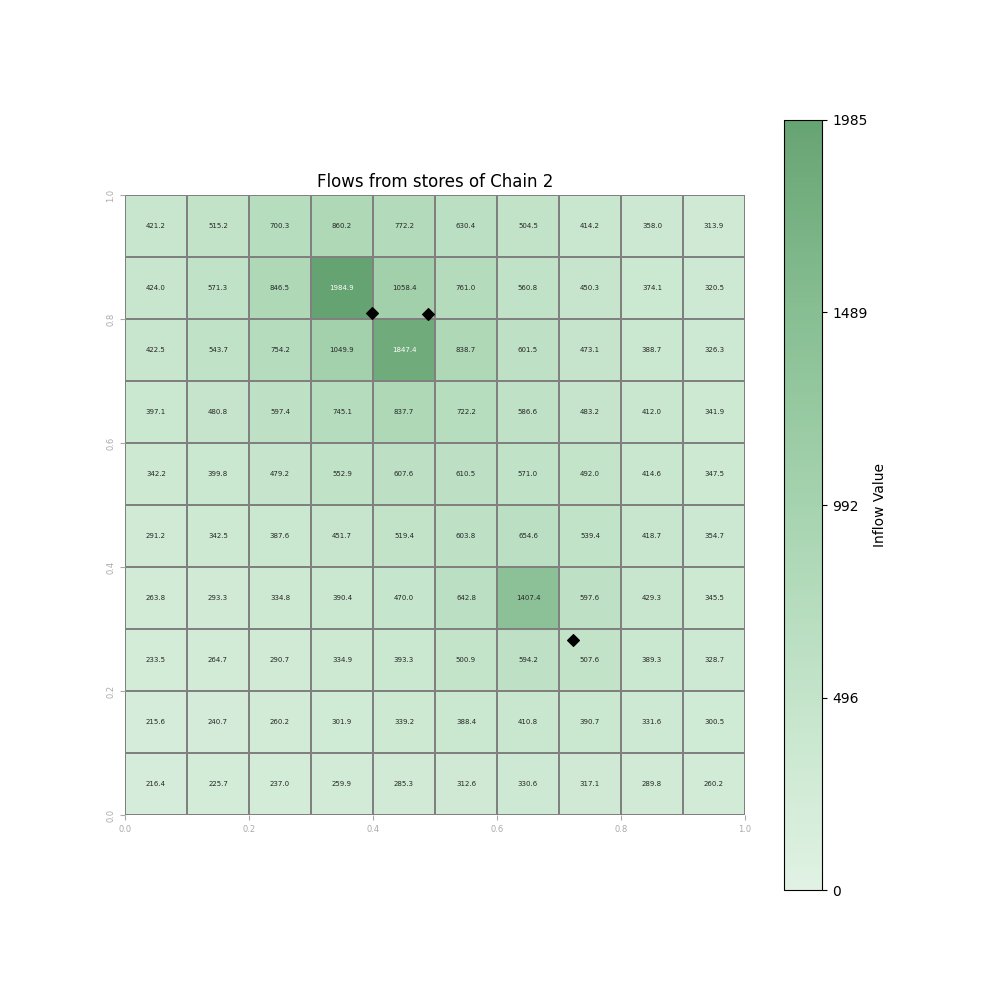 Flows from stores of Chain 2
1985
1489
992
496
0
Inflow Value
1.0
0.8
0.6
0.4
0.2
0.0
421.2 515.2 700.3 860.2 772.2 630.4 504.5 414.2 358.0 313.9
424.0 571.3 846.5 1984.9 1058.4 761.0 560.8 450.3 374.1 320.5
422.5 543.7 754.2 1049.9 1847.4 838.7 601.5 473.1 388.7 326.3
397.1 480.8 597.4 745.1 837.7 722.2 586.6 483.2 412.0 341.9
342.2 399.8 479.2 552.9 607.6 610.5 571.0 492.0 414.6 347.5
291.2 342.5 387.6 451.7 519.4 603.8 654.6 539.4 418.7 354.7
263.8 293.3 334.8 390.4 470.0 642.8 1407.4 597.6 429.3 345.5
233.5 264.7 290.7 334.9 393.3 500.9 594.2 507.6 389.3 328.7
215.6 240.7 260.2 301.9 339.2 388.4 410.8 390.7 331.6 300.5
216.4 225.7 237.0 259.9 285.3 312.6 330.6 317.1 289.8 260.2
0.0 0.2 0.4 0.6 0.8 1.0